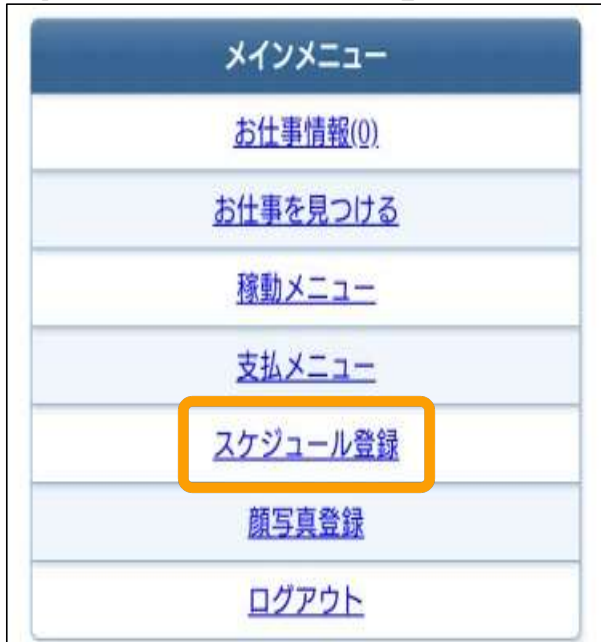 メインメニュー
お仕事情報(0)
お仕事を見つける
稼動メニュー
支払メニュー
スケジュール登録
顔写真登録
ログアウト